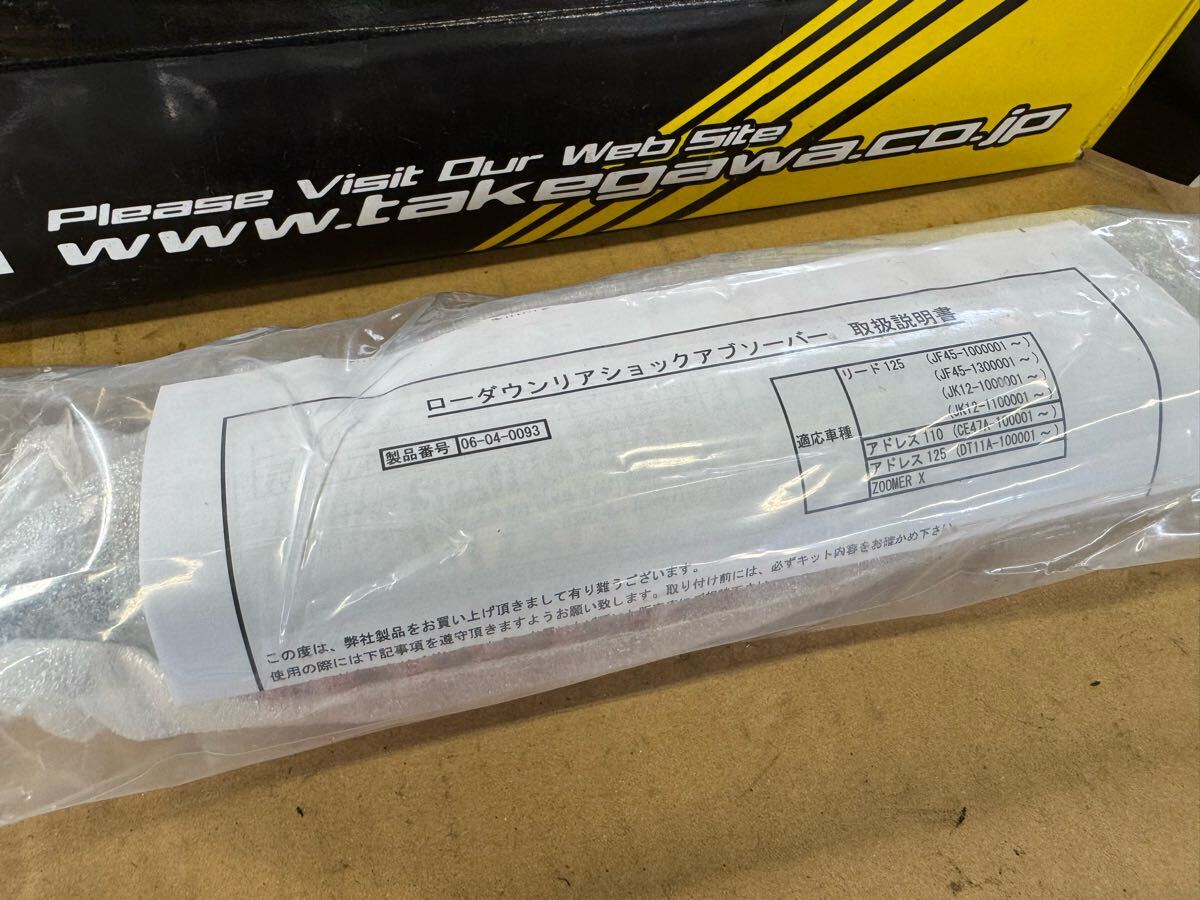 Please Visit Our Web Site
www.takegawa.co.jp
ローダウンリアショックアブソーバー 取扱説明書
製品番号 06-04-0093
適応車種
リード125 (JF45-1000001～)
(JF45-1300001～)
(JK12-1000001～)
(JK12-1100001～)
アドレス110 (CE47A-100001～)
アドレス125 (DT11A-100001～)
ZOOMER X
この度は、弊社製品をお買い上げ頂きまして有り難うございます。
使用の際には下記事項を遵守頂きますようお願い致します。取り付け前には、必ずキット内容をお確かめ下さい